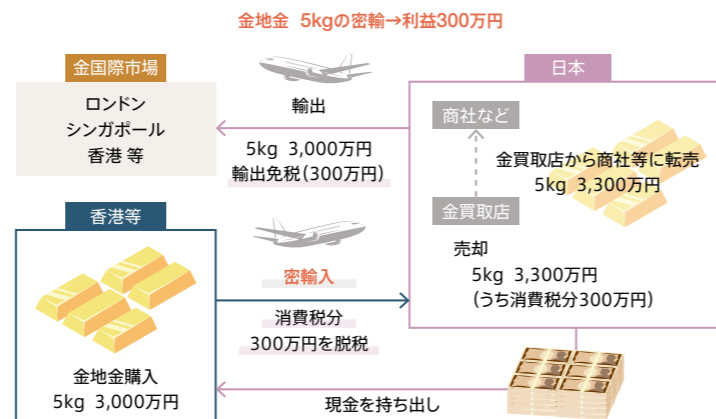 金地金 5kgの密輸→利益300万円
金国際市場
ロンドン
シンガポール
香港 等
輸出
5kg 3,000万円
輸出免税(300万円)
日本
商社など
金買取店から商社等に転売
5kg 3,300万円
金買取店
売却
5kg 3,300万円
(うち消費税分300万円)
香港等
金地金購入
5kg 3,000万円
密輸入
消費税分
300万円を脱税
現金を持ち出し